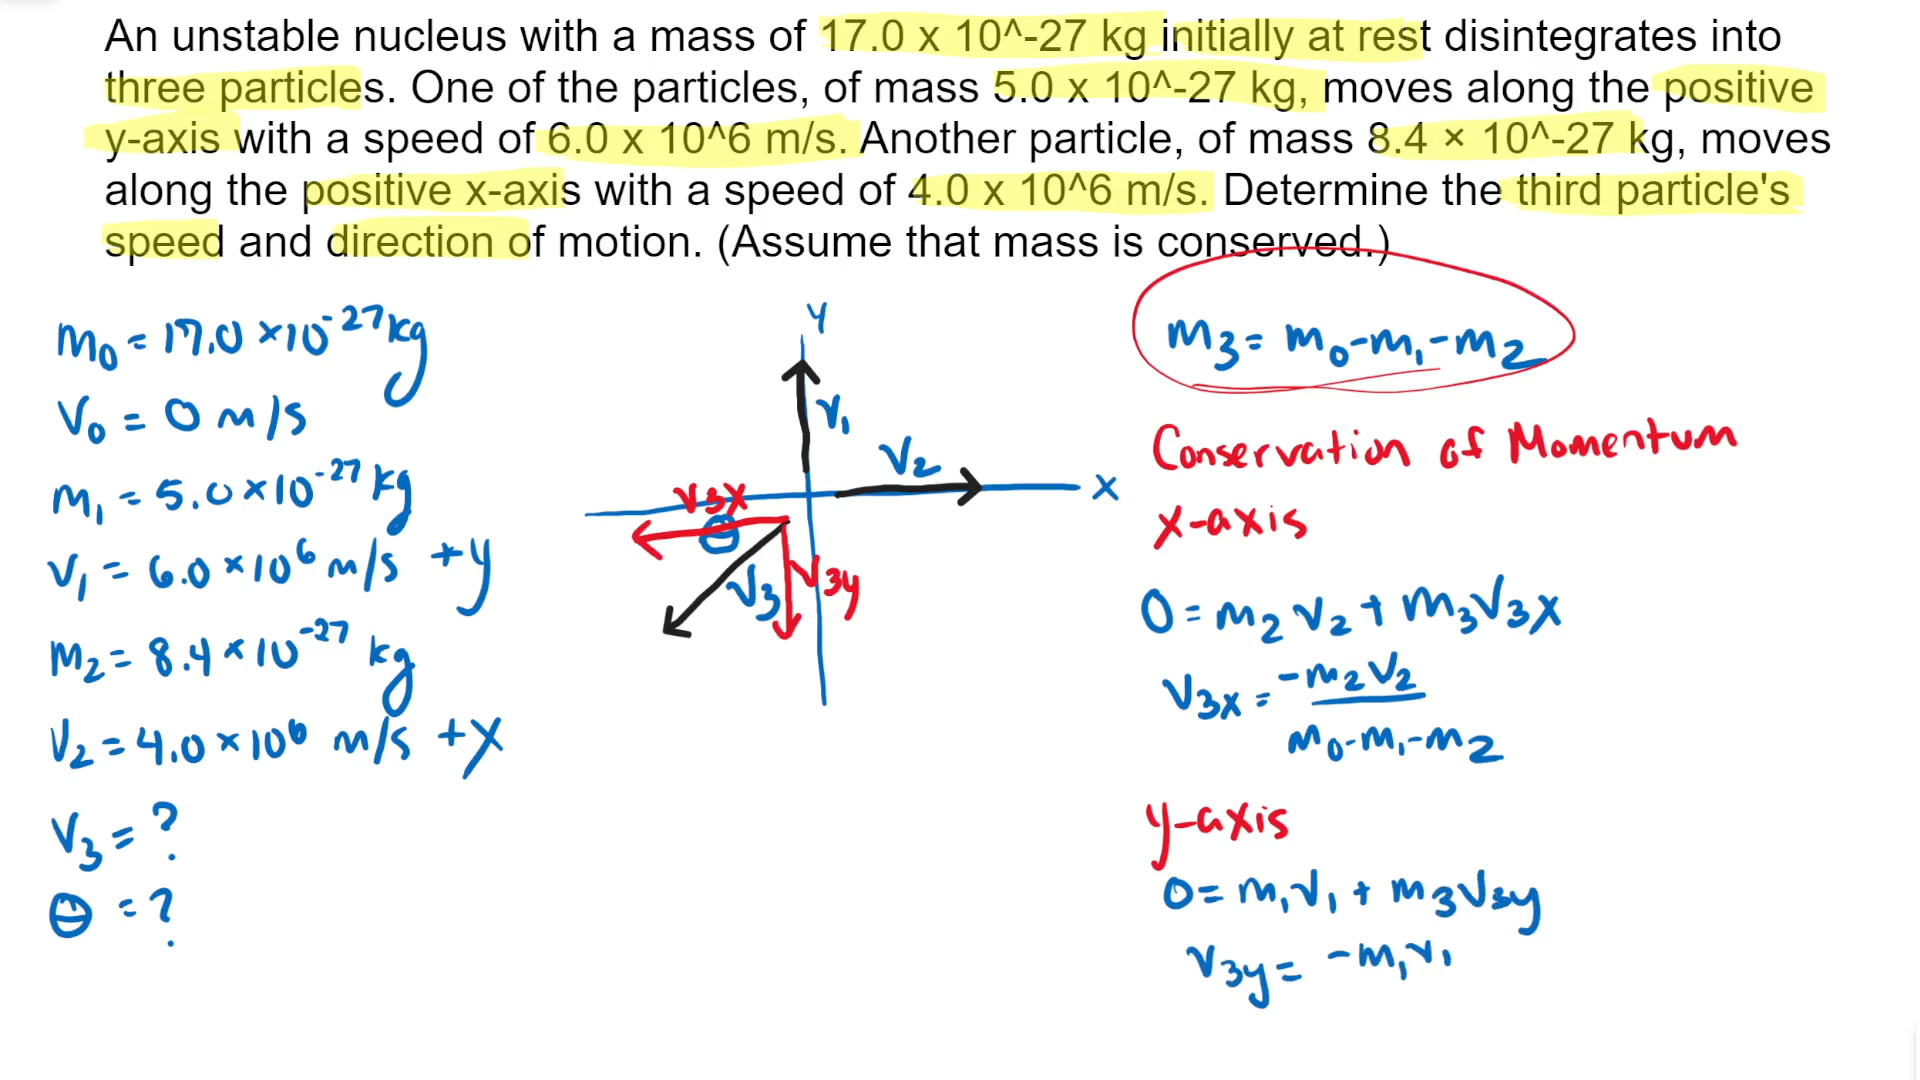 An unstable nucleus with a mass of 17.0 x 10^-27 kg initially at rest disintegrates into
three particles. One of the particles, of mass 5.0 x 10^-27 kg, moves along the positive
y-axis with a speed of 6.0 x 10^6 m/s. Another particle, of mass 8.4 × 10^-27 kg, moves
along the positive x-axis with a speed of 4.0 x 10^6 m/s. Determine the third particle's
speed and direction of motion. (Assume that mass is conserved.)
m₀ = 17.0 × 10⁻²⁷ kg
v₀ = 0 m/s
m₁ = 5.0 × 10⁻²⁷ kg
v₁ = 6.0 × 10⁶ m/s +y
m₂ = 8.4 × 10⁻²⁷ kg
v₂ = 4.0 × 10⁶ m/s +x
v₃ = ?
θ = ?
y
v₁
v₂
x
v3x
θ
v₃
v3y
m₃ = m₀ - m₁ - m₂
Conservation of Momentum
x-axis
0 = m₂v₂ + m₃v3x
v3x = -m₂v₂
m₀-m₁-m₂
y-axis
0 = m₁v₁ + m₃v3y
v3y = -m₁v₁